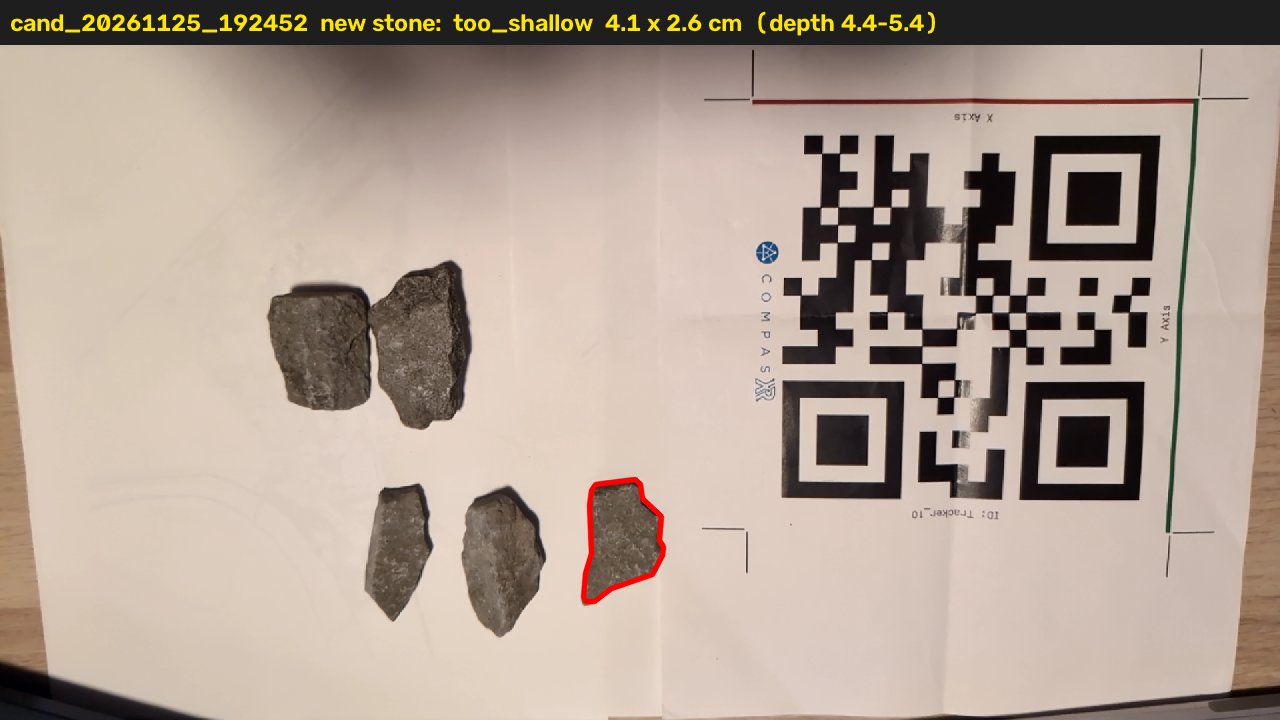 cand_20261125_192452 new stone: too_shallow 4.1 x 2.6 cm (depth 4.4-5.4)
X Axis
COMPAS XR
Y Axis
ID: Tracker_10